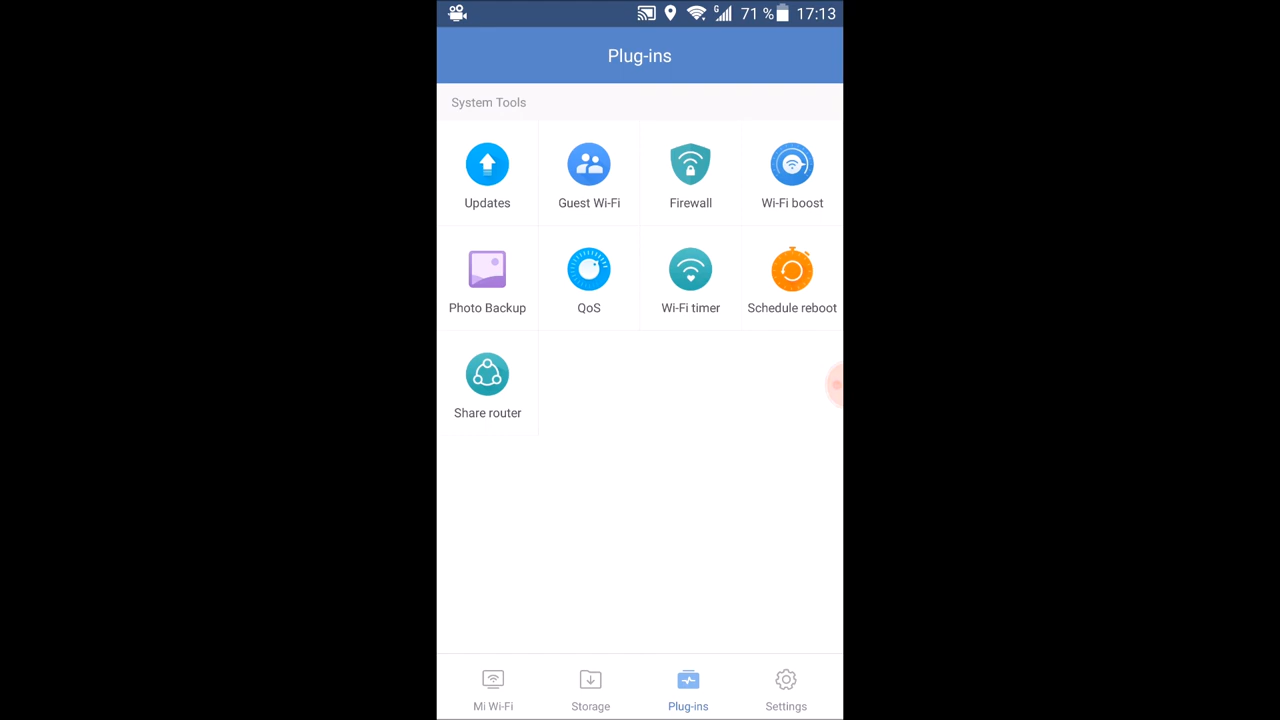 G 71 % 17:13
Plug-ins
System Tools
Updates Guest Wi-Fi Firewall Wi-Fi boost
Photo Backup QoS Wi-Fi timer Schedule reboot
Share router
Mi Wi-Fi Storage Plug-ins Settings